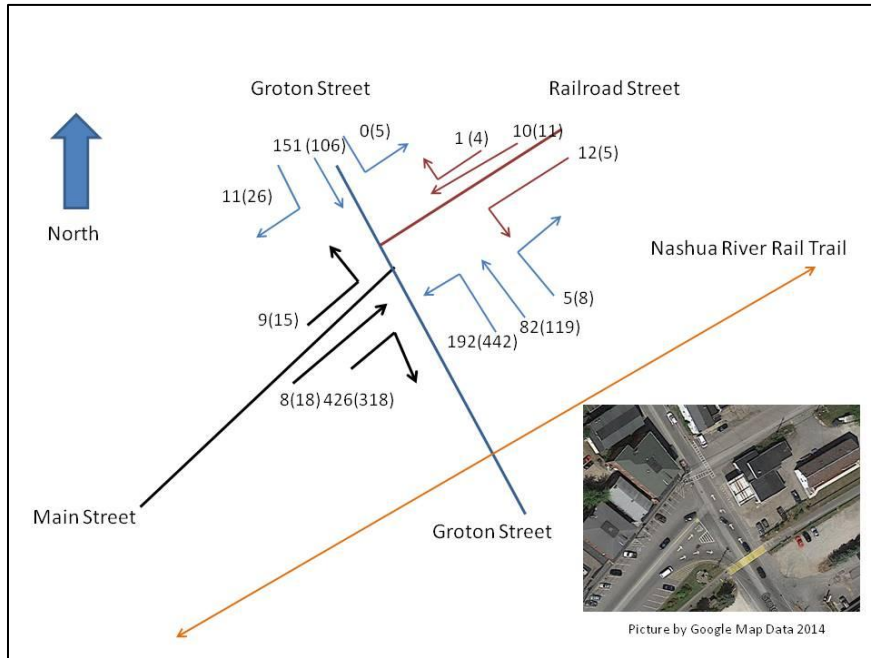 Groton Street
Railroad Street
0(5)
1 (4)
10(11)
151 (106)
12(5)
11(26)
North
Nashua River Rail Trail
5(8)
9(15)
82(119)
192(442)
8(18) 426(318)
Main Street
Groton Street
Picture by Google Map Data 2014